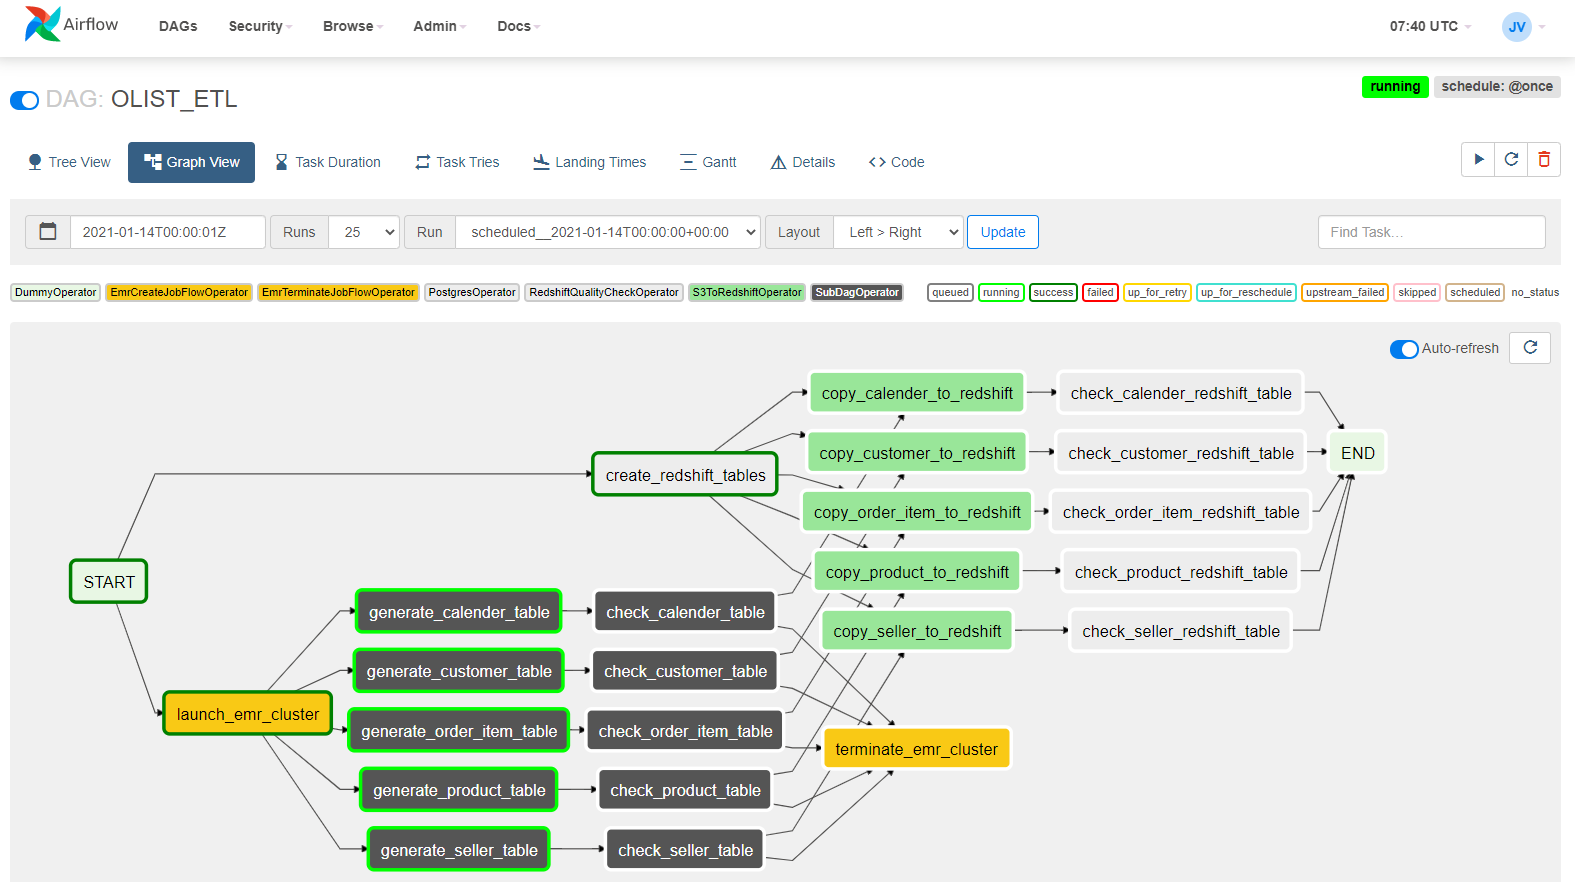 Airflow DAGs Security Browse Admin Docs 07:40 UTC JV
DAG: OLIST_ETL running schedule: @once
Tree View Graph View Task Duration Task Tries Landing Times Gantt Details <> Code
2021-01-14T00:00:01Z Runs 25 Run scheduled__2021-01-14T00:00:00+00:00 Layout Left > Right Update Find Task...
DummyOperator EmrCreateJobFlowOperator EmrTerminateJobFlowOperator PostgresOperator RedshiftQualityCheckOperator S3ToRedshiftOperator SubDagOperator queued running success failed up_for_retry up_for_reschedule upstream_failed skipped scheduled no_status
Auto-refresh
copy_calender_to_redshift check_calender_redshift_table
copy_customer_to_redshift check_customer_redshift_table END
create_redshift_tables
copy_order_item_to_redshift check_order_item_redshift_table
copy_product_to_redshift check_product_redshift_table
START
generate_calender_table check_calender_table
copy_seller_to_redshift check_seller_redshift_table
generate_customer_table check_customer_table
launch_emr_cluster
generate_order_item_table check_order_item_table
terminate_emr_cluster
generate_product_table check_product_table
generate_seller_table check_seller_table